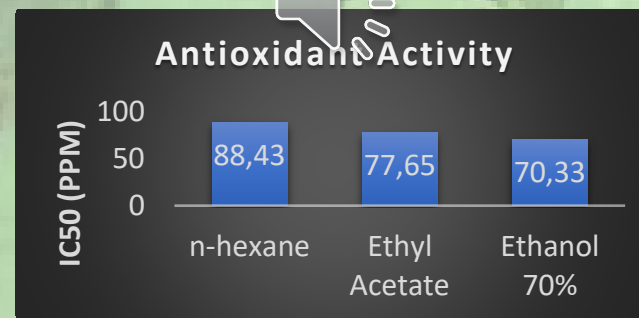 Antioxidant Activity
IC50 (PPM)
100
50
0
88,43
77,65
70,33
n-hexane
Ethyl
Acetate
Ethanol
70%